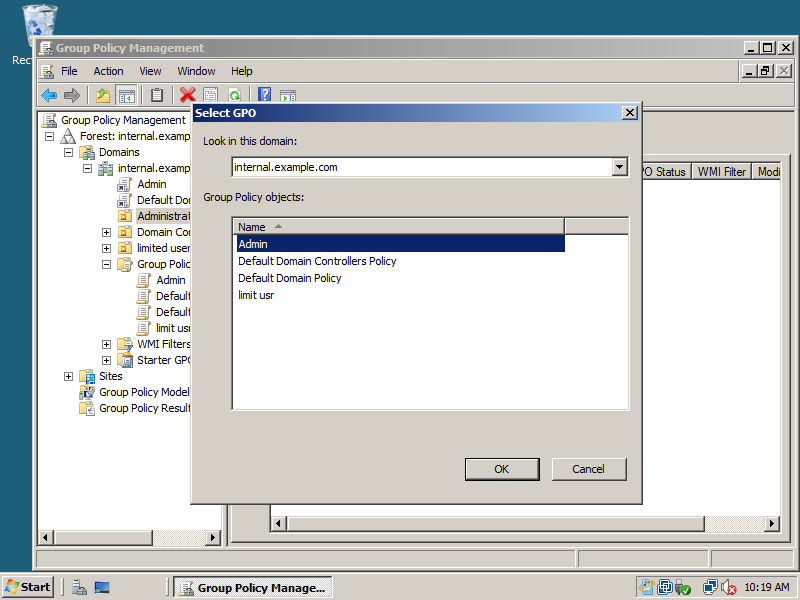 Rec
Group Policy Management
File Action View Window Help
Select GPO
Look in this domain:
internal.example.com
Group Policy objects:
Name
Admin
Default Domain Controllers Policy
Default Domain Policy
limit usr
OK
Cancel
Group Policy Management
Forest: internal.examp
Domains
internal.examp
Admin
Default Dom
Administrat
Domain Con
limited user
Group Polic
Admin
Default
Default
limit usr
WMI Filters
Starter GPO
Sites
Group Policy Model
Group Policy Result
PO Status WMI Filter Modi
Start
Group Policy Manage...
10:19 AM